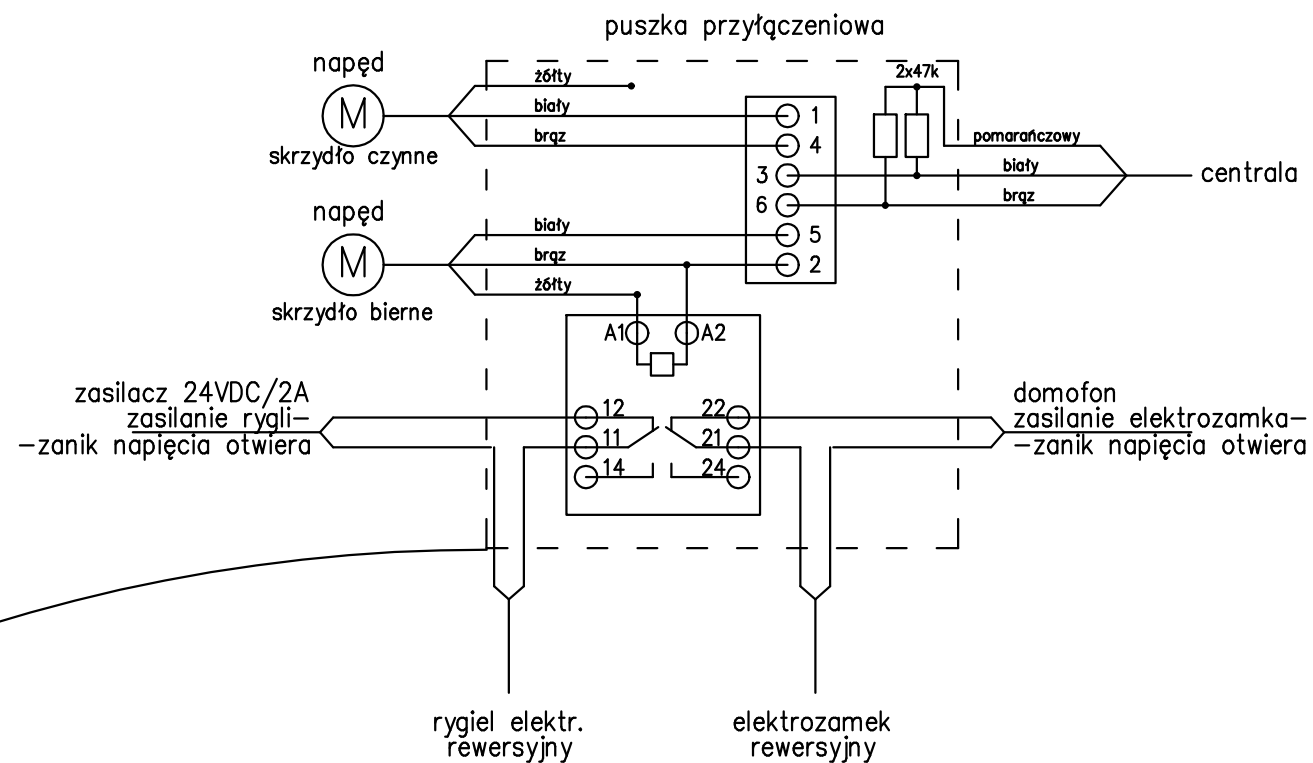 puszka przyłączeniowa
napęd
M
skrzydło czynne
żółty
biały
brąz
1
4
3
6
5
2
2x47k
pomarańczowy
biały
brąz
centrala
napęd
M
skrzydło bierne
biały
brąz
żółty
A1
A2
zasilacz 24VDC/2A
zasilanie rygli-
-zanik napięcia otwiera
12
11
14
22
21
24
domofon
zasilanie elektrozamka-
-zanik napięcia otwiera
rygiel elektr.
rewersyjny
elektrozamek
rewersyjny